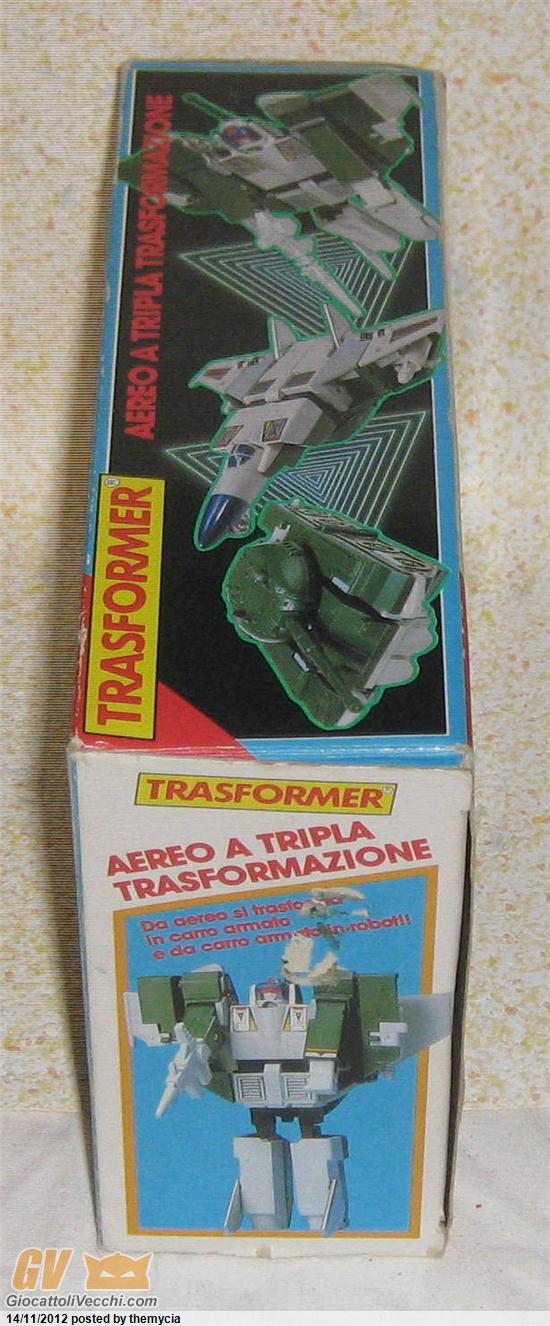 AEREO A TRIPLA TRASFORMAZIONE
TRASFORMER®
TRASFORMER®
AEREO A TRIPLA
TRASFORMAZIONE
Da aereo si
in carro armato
e da carro in robot!!
GV
GiocattoliVecchi.com
14/11/2012 posted by themycia